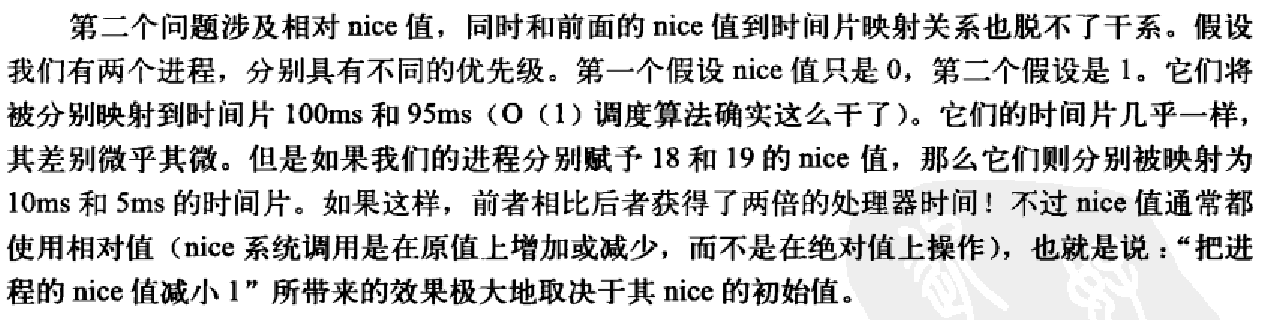 第二个问题涉及相对 nice 值，同时和前面的 nice 值到时间片映射关系也脱不了干系。假设
我们有两个进程，分别具有不同的优先级。第一个假设 nice 值只是 0，第二个假设是 1。它们将
被分别映射到时间片 100ms 和 95ms（O（1）调度算法确实这么干了）。它们的时间片几乎一样，
其差别微乎其微。但是如果我们的进程分别赋予 18 和 19 的 nice 值，那么它们则分别被映射为
10ms 和 5ms 的时间片。如果这样，前者相比后者获得了两倍的处理器时间！不过 nice 值通常都
使用相对值（nice 系统调用是在原值上增加或减少，而不是在绝对值上操作），也就是说：“把进
程的 nice 值减小 1”所带来的效果极大地取决于其 nice 的初始值。